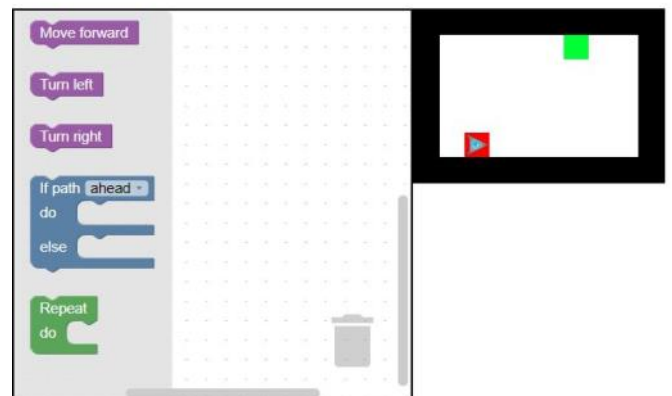 Move forward
Turn left
Turn right
If path ahead
do
else
Repeat
do